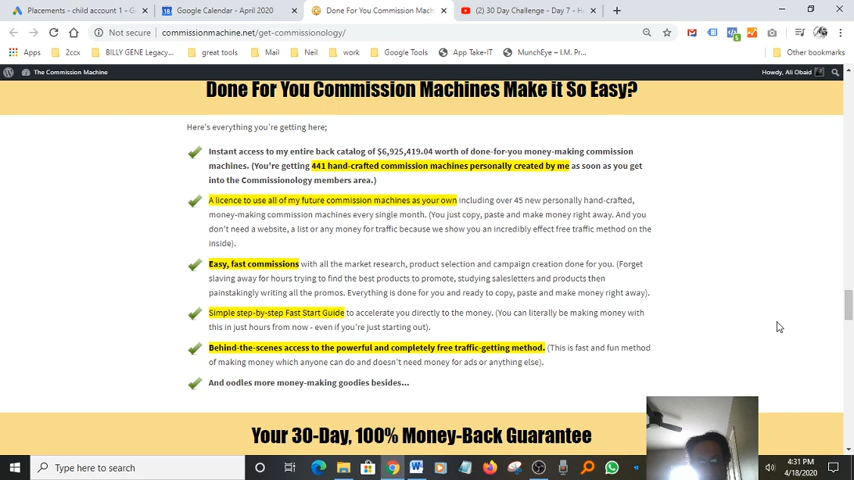 Placements - child account 1 - G
Google Calendar - April 2020
Done For You Commission Mach
(2) 30 Day Challenge - Day 7 - H
Not secure
commissionmachine.net/get-commissionology/
Apps
2ccx
BILLY GENE Legacy...
great tools
Mail
Neil
work
Google Tools
App Take-IT
MunchEye – I.M. Pr...
Other bookmarks
The Commission Machine
Howdy, Ali Obaid
Done For You Commission Machines Make it So Easy?
Here's everything you're getting here;
Instant access to my entire back catalog of $6,925,419.04 worth of done-for-you money-making commission
machines. (You're getting 441 hand-crafted commission machines personally created by me as soon as you get
into the Commissionology members area.)
A licence to use all of my future commission machines as your own including over 45 new personally hand-crafted,
money-making commission machines every single month. (You just copy, paste and make money right away. And you
don't need a website, a list or any money for traffic because we show you an incredibly effect free traffic method on the
inside).
Easy, fast commissions with all the market research, product selection and campaign creation done for you. (Forget
slaving away for hours trying to find the best products to promote, studying salesletters and products then
painstakingly writing all the promos. Everything is done for you and ready to copy, paste and make money right away).
Simple step-by-step Fast Start Guide to accelerate you directly to the money. (You can literally be making money with
this in just hours from now - even if you're just starting out).
Behind-the-scenes access to the powerful and completely free traffic-getting method. (This is fast and fun method
of making money which anyone can do and doesn't need money for ads or anything else).
And oodles more money-making goodies besides...
Your 30-Day, 100% Money-Back Guarantee
Type here to search
4:31 PM
4/18/2020